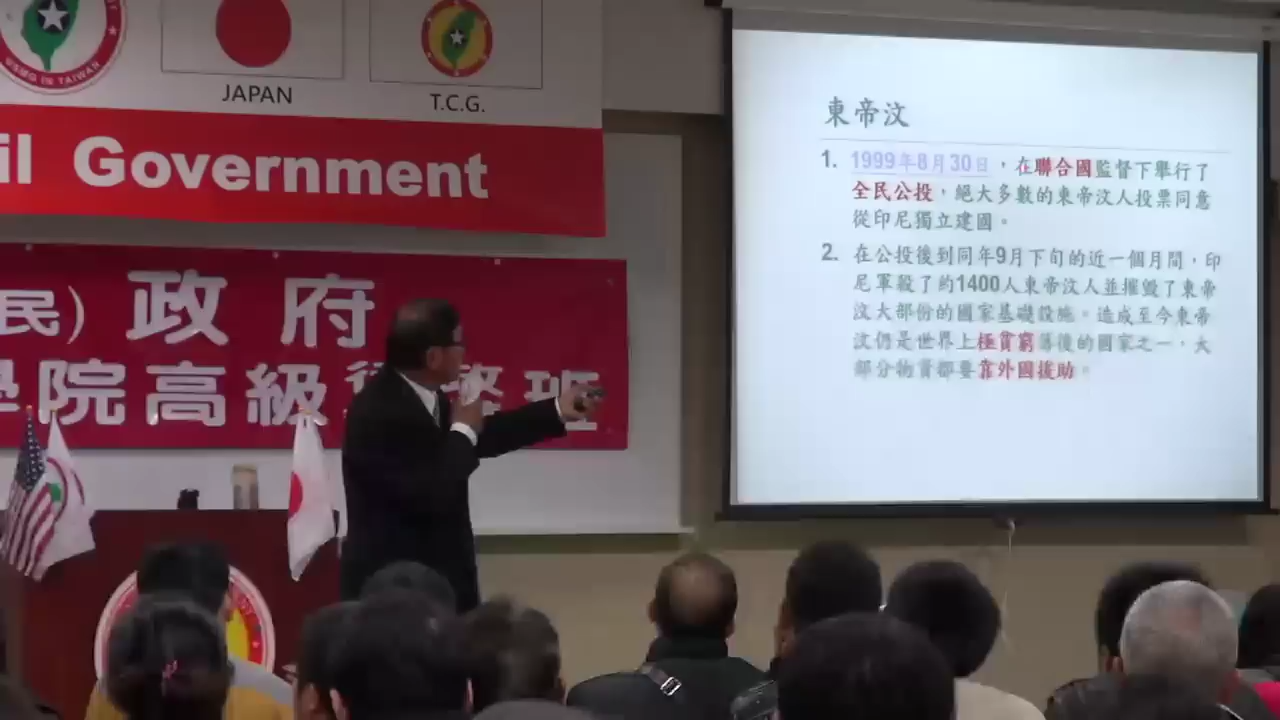 USMG IN TAIWAN
JAPAN
T.C.G.
il Government
民) 政府
學院高級
班
東帝汶
1. 1999年8月30日，在聯合國監督下舉行了
全民公投，絕大多數的東帝汶人投票同意
從印尼獨立建國。
2. 在公投後到同年9月下旬的近一個月間，印
尼軍殺了約1400人東帝汶人並摧毀了東帝
汶大部份的國家基礎設施。造成至今東帝
汶仍是世界上極貧窮落後的國家之一，大
部分物資都要靠外國援助。